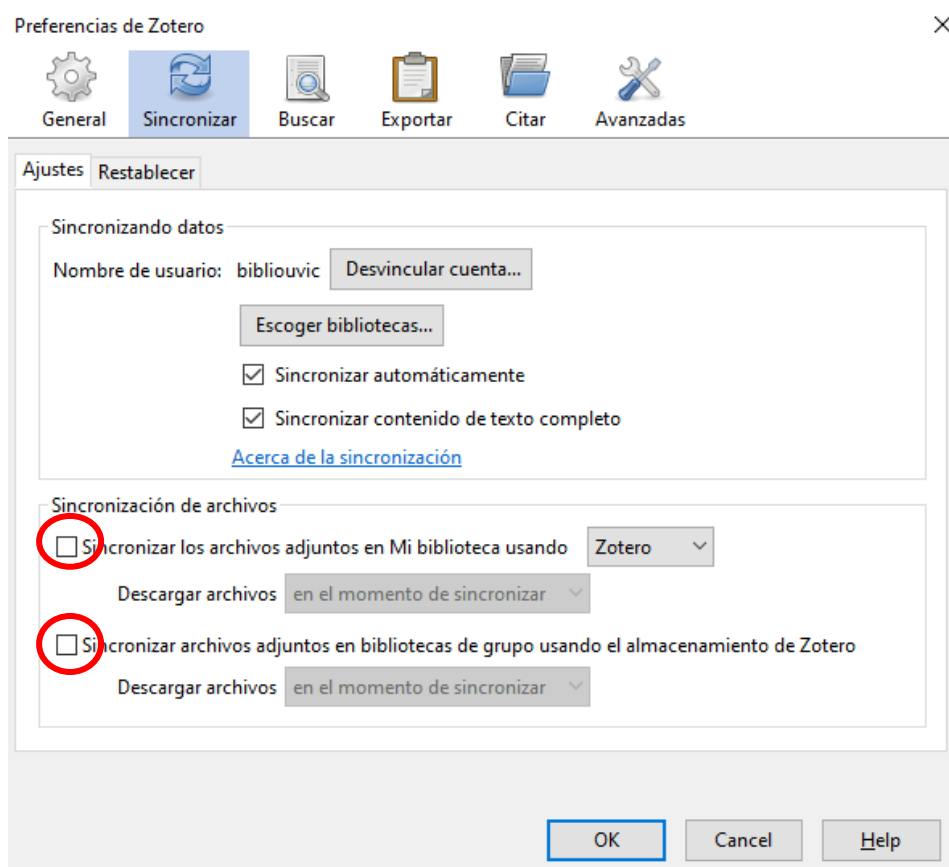 Preferencias de Zotero
General Sincronizar Buscar Exportar Citar Avanzadas
Ajustes Restablecer
Sincronizando datos
Nombre de usuario: bibliouvic Desvincular cuenta...
Escoger bibliotecas...
Sincronizar automáticamente
Sincronizar contenido de texto completo
Acerca de la sincronización
Sincronización de archivos
Sincronizar los archivos adjuntos en Mi biblioteca usando Zotero
Descargar archivos en el momento de sincronizar
Sincronizar archivos adjuntos en bibliotecas de grupo usando el almacenamiento de Zotero
Descargar archivos en el momento de sincronizar
OK Cancel Help